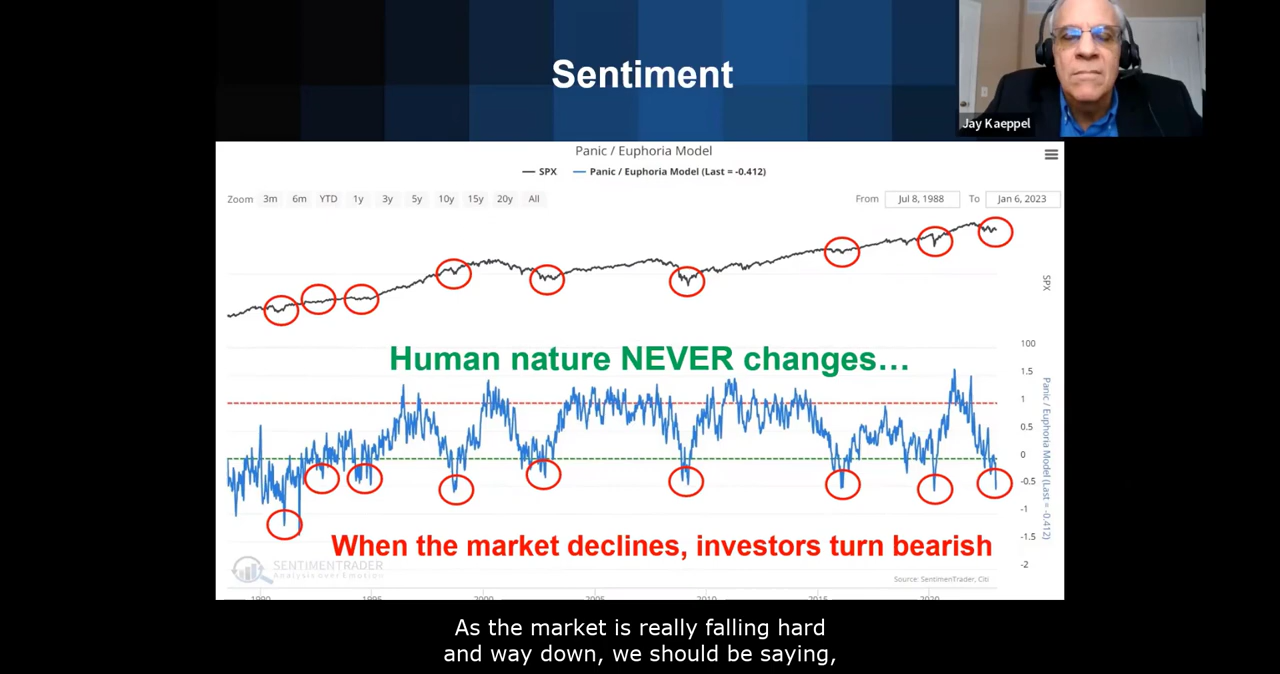 Sentiment
Jay Kaeppel
Panic / Euphoria Model
SPX
Panic / Euphoria Model (Last = -0.412)
Zoom 3m 6m YTD 1y 3y 5y 10y 15y 20y All
From Jul 8, 1988 To Jan 6, 2023
SPX
100
Human nature NEVER changes...
1.5
1
0.5
0
-0.5
-1
-1.5
-2
Panic / Euphoria Model (Last = -0.412)
When the market declines, investors turn bearish
SENTIMENTRADER
Analysis over Emotion
Source: SentimenTrader, Citi
1990 1995 2000 2005 2010 2015 2020
As the market is really falling hard
and way down, we should be saying,